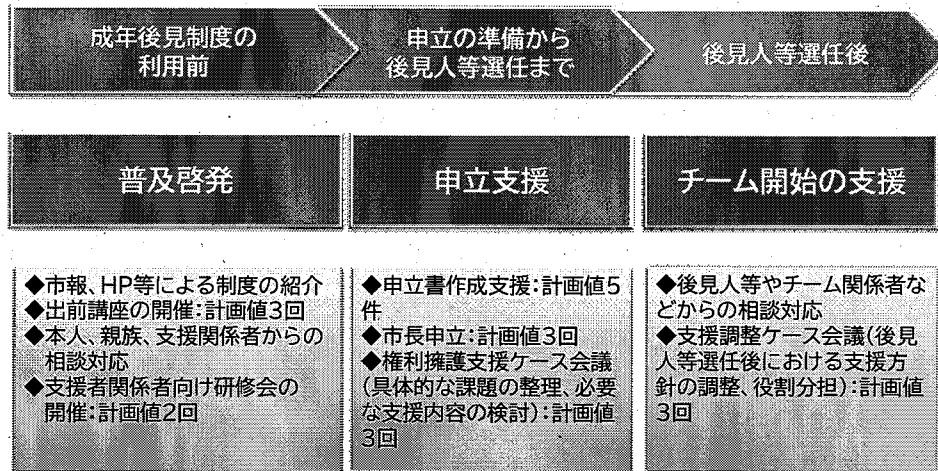 成年後見制度の
利用前
申立の準備から
後見人等選任まで
後見人等選任後
普及啓発
申立支援
チーム開始の支援
◆市報、HP等による制度の紹介
◆出前講座の開催:計画値3回
◆本人、親族、支援関係者からの
相談対応
◆支援者関係者向け研修会の
開催:計画値2回
◆申立書作成支援:計画値5
件
◆市長申立:計画値3回
◆権利擁護支援ケース会議
(具体的な課題の整理、必要
な支援内容の検討):計画値
3回
◆後見人等やチーム関係者な
どからの相談対応
◆支援調整ケース会議(後見
人等選任後における支援方
針の調整、役割分担):計画値
3回